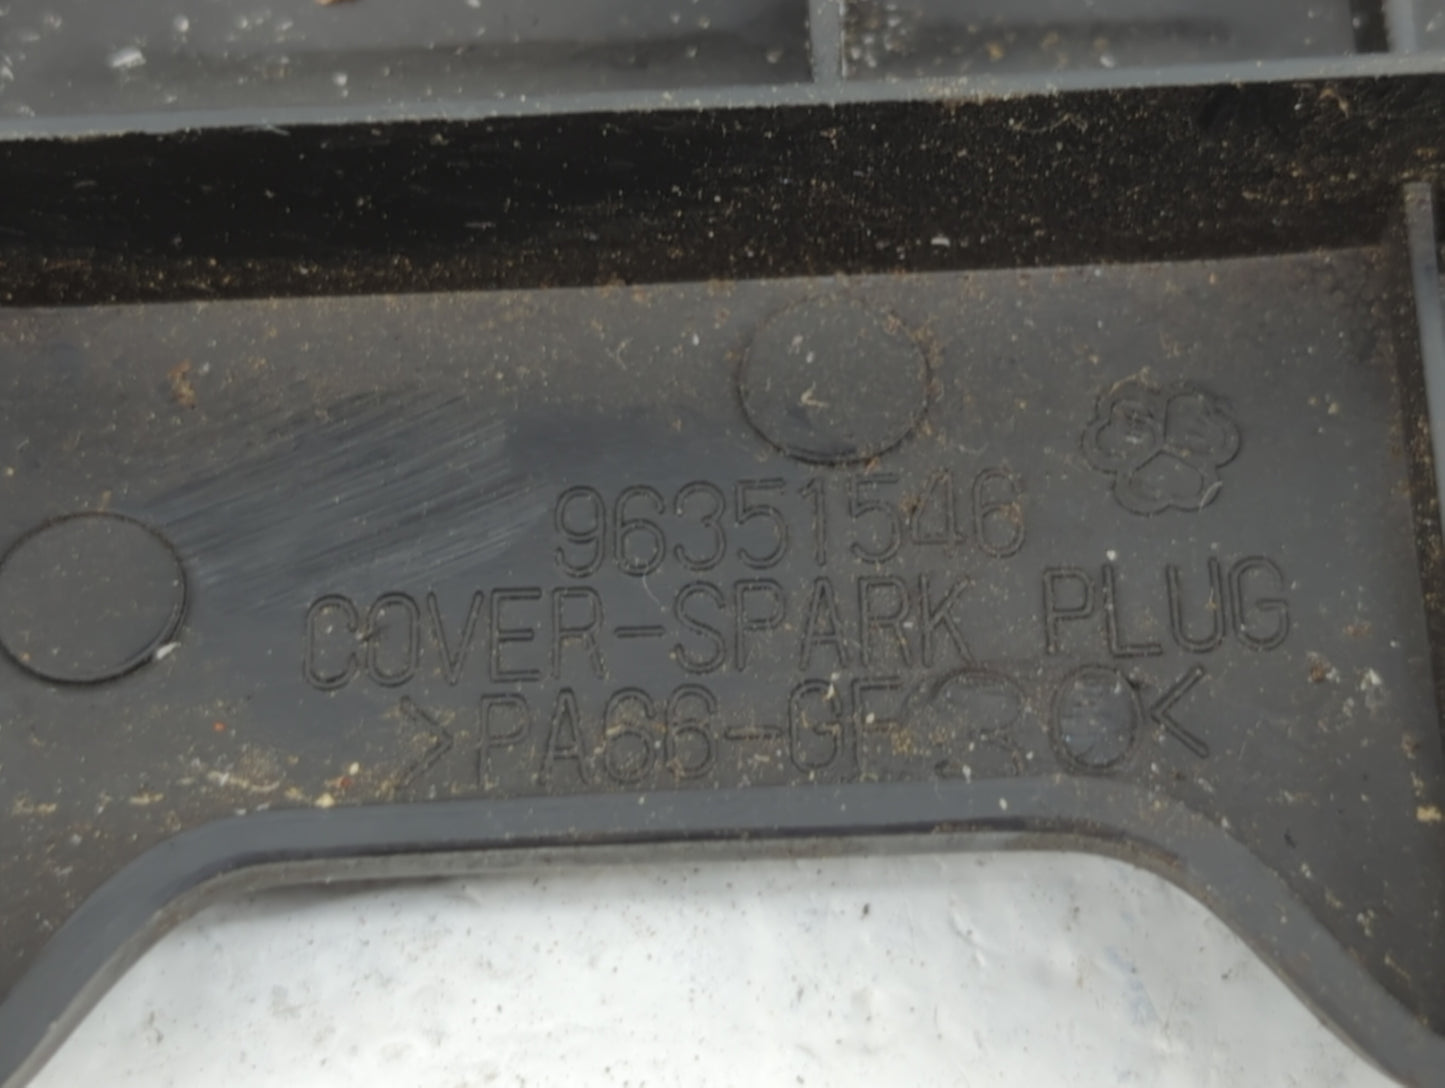 96351546
COVER-SPARK PLUG
>PA66-GF30<